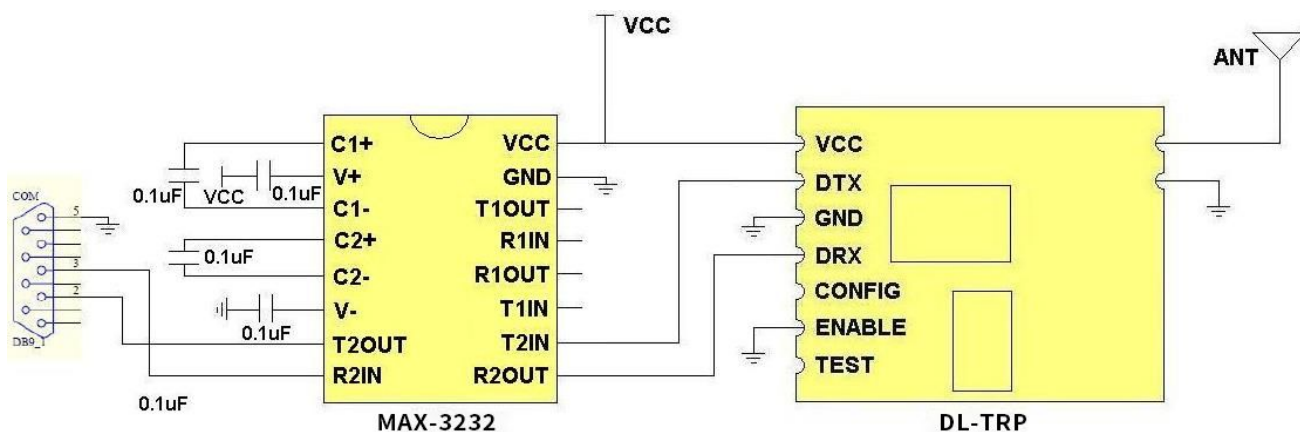 VCC
ANT
COM
5
3
2
DB9_1
0.1uF
VCC
0.1uF
0.1uF
0.1uF
0.1uF
C1+
V+
C1-
C2+
C2-
V-
T2OUT
R2IN
VCC
GND
T1OUT
R1IN
R1OUT
T1IN
T2IN
R2OUT
MAX-3232
VCC
DTX
GND
DRX
CONFIG
ENABLE
TEST
DL-TRP